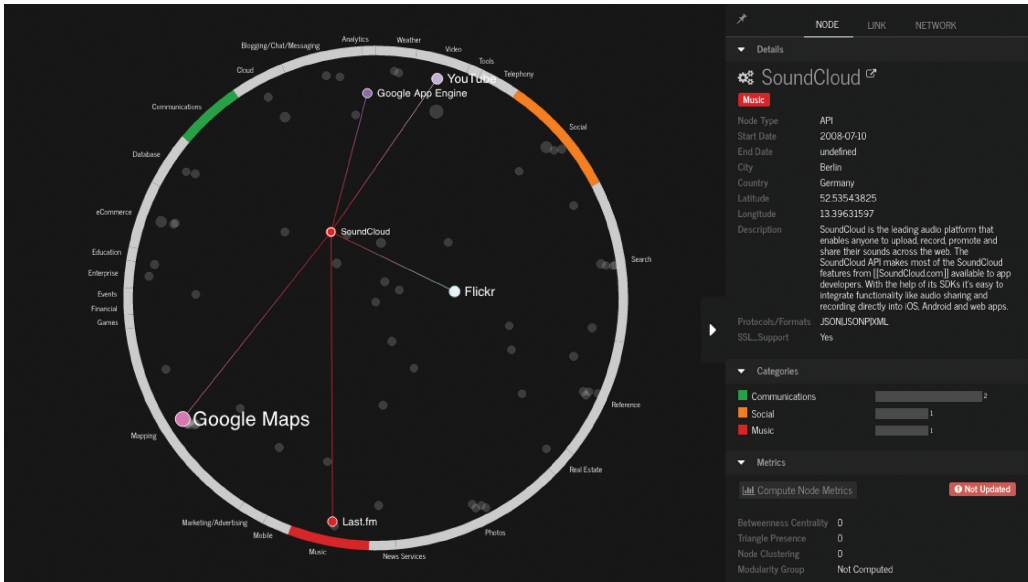 Analytics
Weather
Blogging/Chat/Messaging
Video
Tools
Cloud
Telephony
YouTube
Google App Engine
Communications
Social
Database
eCommerce
SoundCloud
Education
Search
Enterprise
Flickr
Events
Financial
Games
Reference
Google Maps
Mapping
Real Estate
Marketing/Advertising
Last.fm
Mobile
Photos
Music
News Services
NODE LINK NETWORK
Details
SoundCloud
Music
Node Type API
Start Date 2008-07-10
End Date undefined
City Berlin
Country Germany
Latitude 52.53543825
Longitude 13.39631597
Description SoundCloud is the leading audio platform that
enables anyone to upload, record, promote and
share their sounds across the web. The
SoundCloud API makes most of the SoundCloud
features from [[SoundCloud.com]] available to app
developers. With the help of its SDKs it's easy to
integrate functionality like audio sharing and
recording directly into iOS, Android and web apps.
Protocols/Formats JSON|JSONP|XML
SSL_Support Yes
Categories
Communications 2
Social 1
Music 1
Metrics
Compute Node Metrics Not Updated
Betweenness Centrality 0
Triangle Presence 0
Node Clustering 0
Modularity Group Not Computed